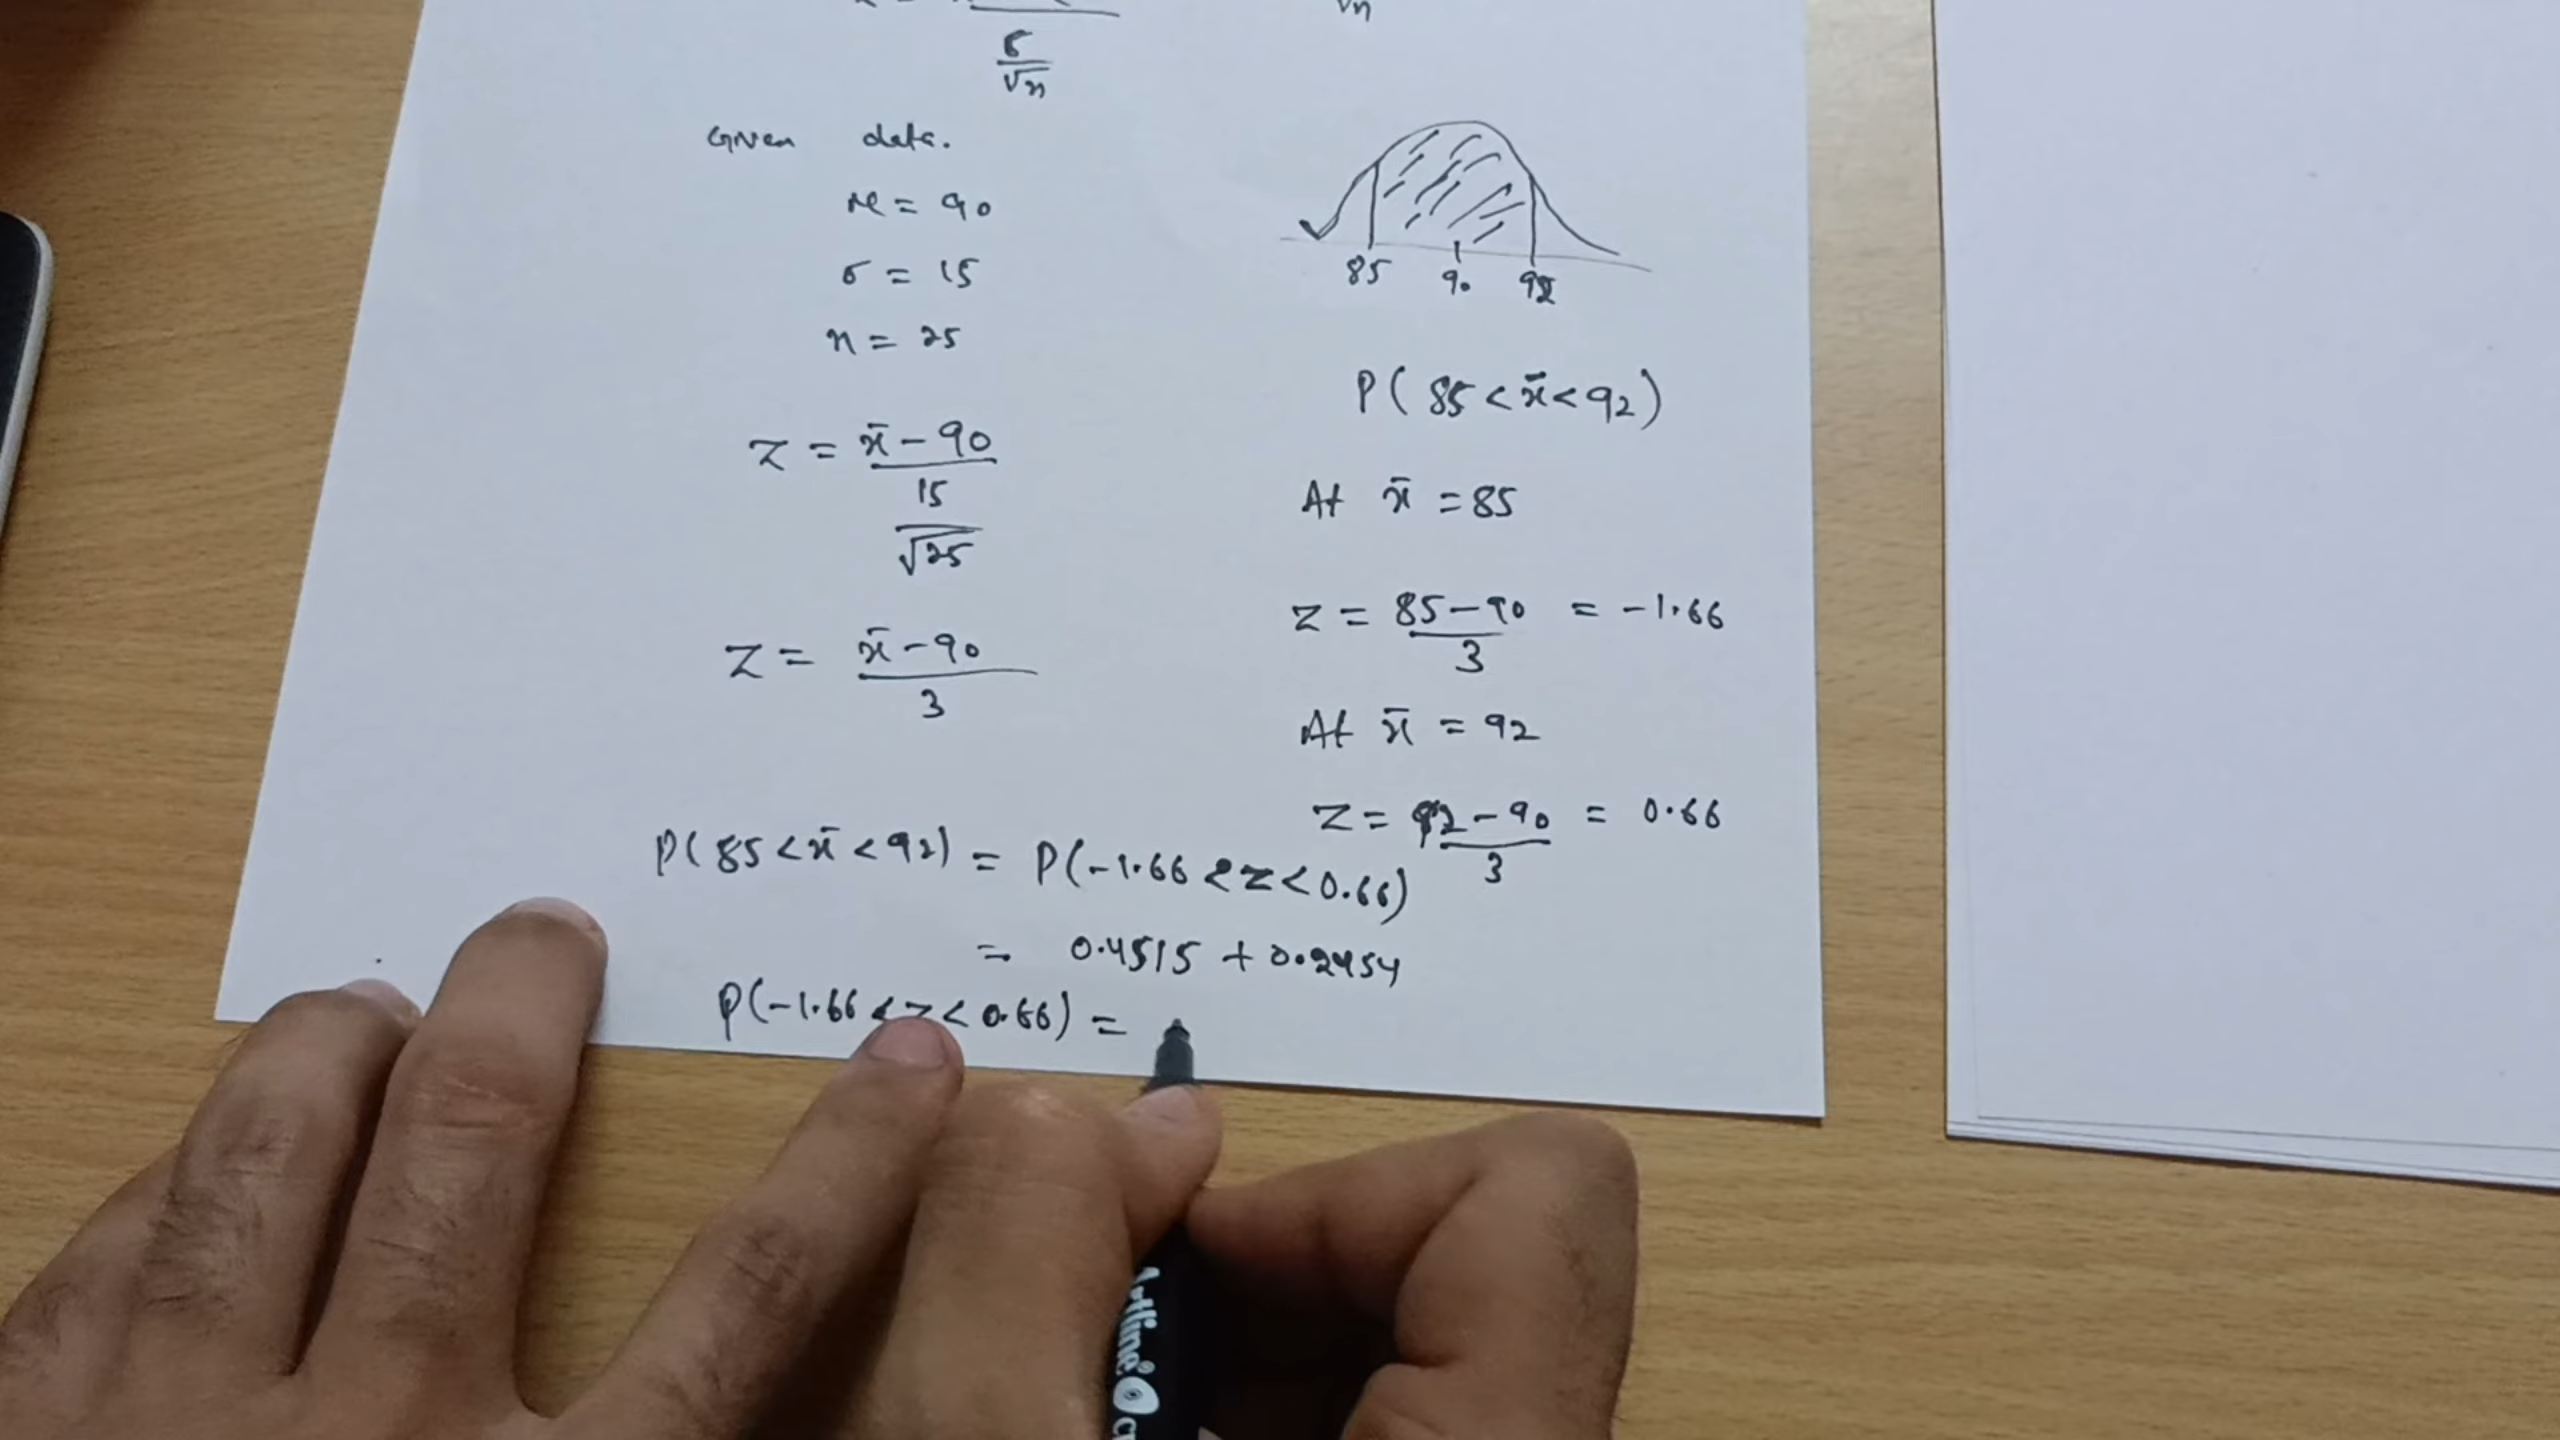 σ
√n
√n
Given data.
μ = 90
σ = 15
n = 25
z = x̄ - 90
15
√25
z = x̄ - 90
3
85 90 92
P( 85 < x̄ < 92 )
At x̄ = 85
z = 85 - 90 = -1.66
3
At x̄ = 92
z = 92 - 90 = 0.66
3
P( 85 < x̄ < 92 ) = P( -1.66 < z < 0.66 )
= 0.4515 + 0.2454
P( -1.66 < z < 0.66 ) =
Artline